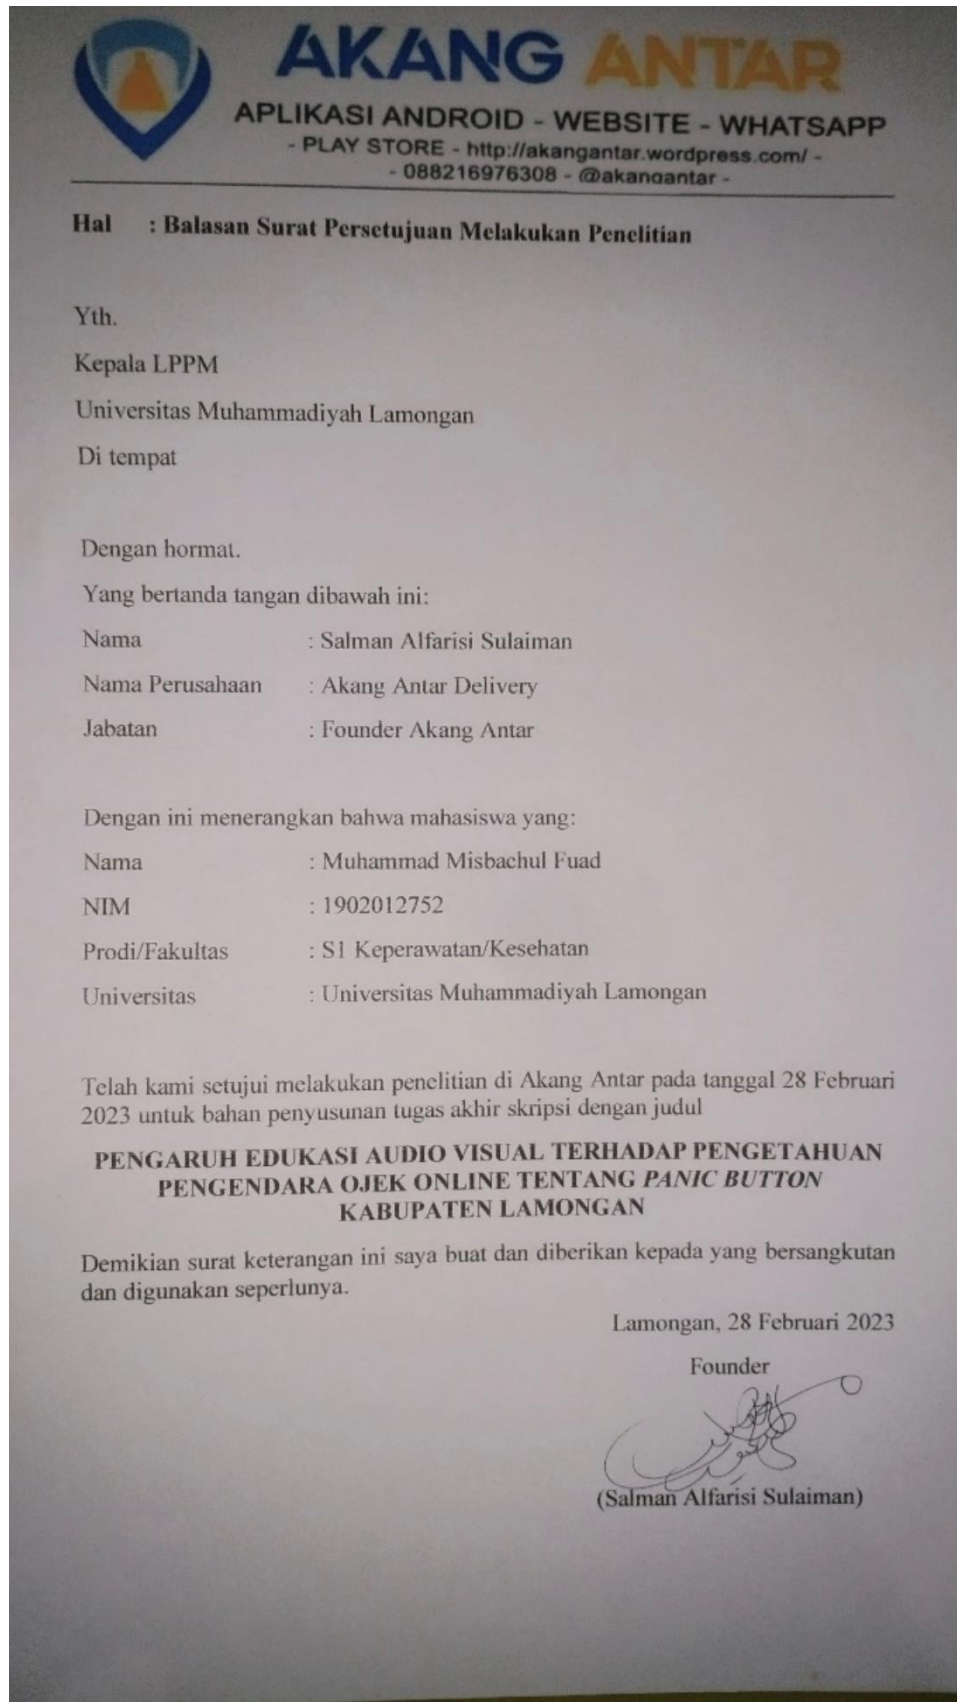 AKANG ANTAR
APLIKASI ANDROID - WEBSITE - WHATSAPP
- PLAY STORE - http://akangantar.wordpress.com/ -
- 088216976308 - @akangantar -
Hal : Balasan Surat Persetujuan Melakukan Penelitian
Yth.
Kepala LPPM
Universitas Muhammadiyah Lamongan
Di tempat
Dengan hormat.
Yang bertanda tangan dibawah ini:
Nama : Salman Alfarisi Sulaiman
Nama Perusahaan : Akang Antar Delivery
Jabatan : Founder Akang Antar
Dengan ini menerangkan bahwa mahasiswa yang:
Nama : Muhammad Misbachul Fuad
NIM : 1902012752
Prodi/Fakultas : S1 Keperawatan/Kesehatan
Universitas : Universitas Muhammadiyah Lamongan
Telah kami setujui melakukan penelitian di Akang Antar pada tanggal 28 Februari
2023 untuk bahan penyusunan tugas akhir skripsi dengan judul
PENGARUH EDUKASI AUDIO VISUAL TERHADAP PENGETAHUAN
PENGENDARA OJEK ONLINE TENTANG PANIC BUTTON
KABUPATEN LAMONGAN
Demikian surat keterangan ini saya buat dan diberikan kepada yang bersangkutan
dan digunakan seperlunya.
Lamongan, 28 Februari 2023
Founder
(Salman Alfarisi Sulaiman)